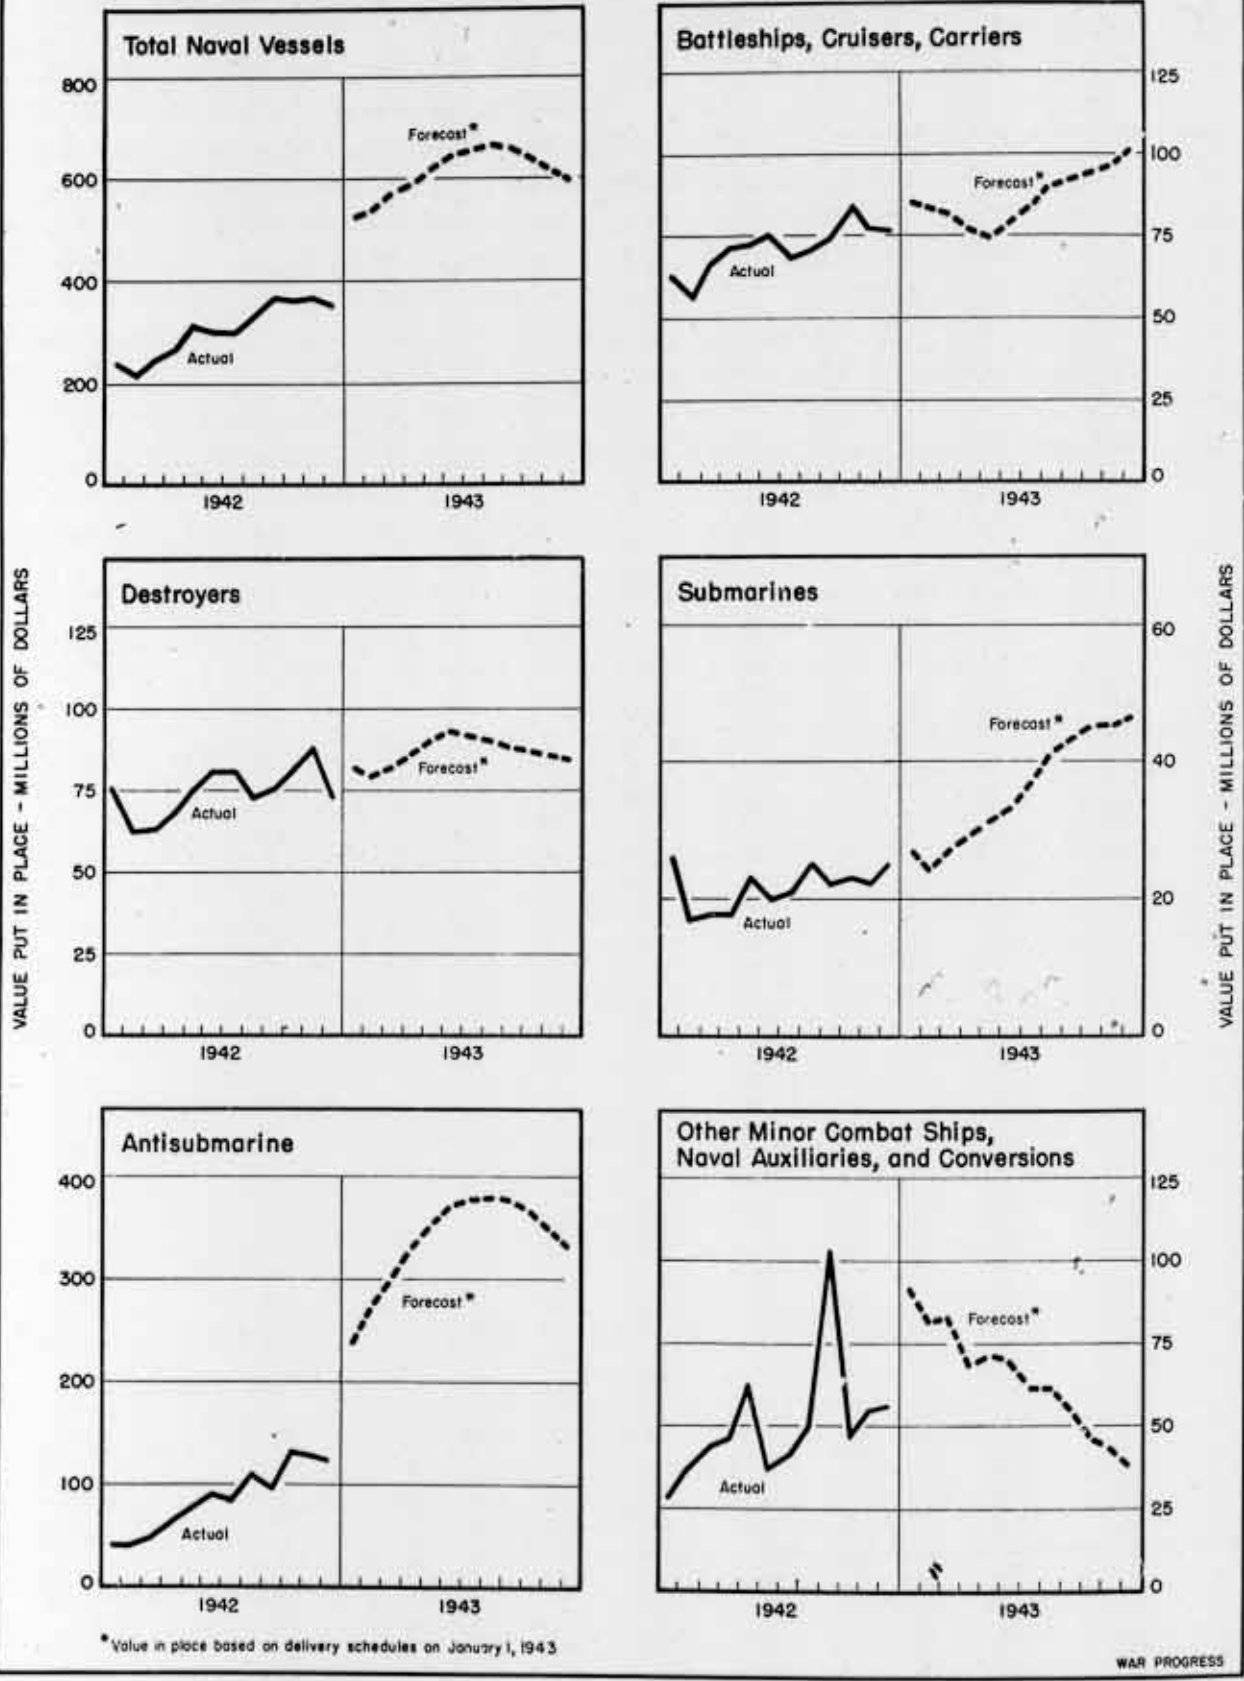 Total Naval Vessels
800
600
400
200
0
Forecast*
Actual
1942
1943
Battleships, Cruisers, Carriers
125
100
75
50
25
0
Forecast*
Actual
1942
1943
VALUE PUT IN PLACE - MILLIONS OF DOLLARS
Destroyers
125
100
75
50
25
0
Forecast*
Actual
1942
1943
Submarines
60
40
20
0
Forecast*
Actual
1942
1943
VALUE PUT IN PLACE - MILLIONS OF DOLLARS
Antisubmarine
400
300
200
100
0
Forecast*
Actual
1942
1943
Other Minor Combat Ships,
Naval Auxiliaries, and Conversions
125
100
75
50
25
0
Forecast*
Actual
1942
1943
*Value in place based on delivery schedules on January 1, 1943
WAR PROGRESS